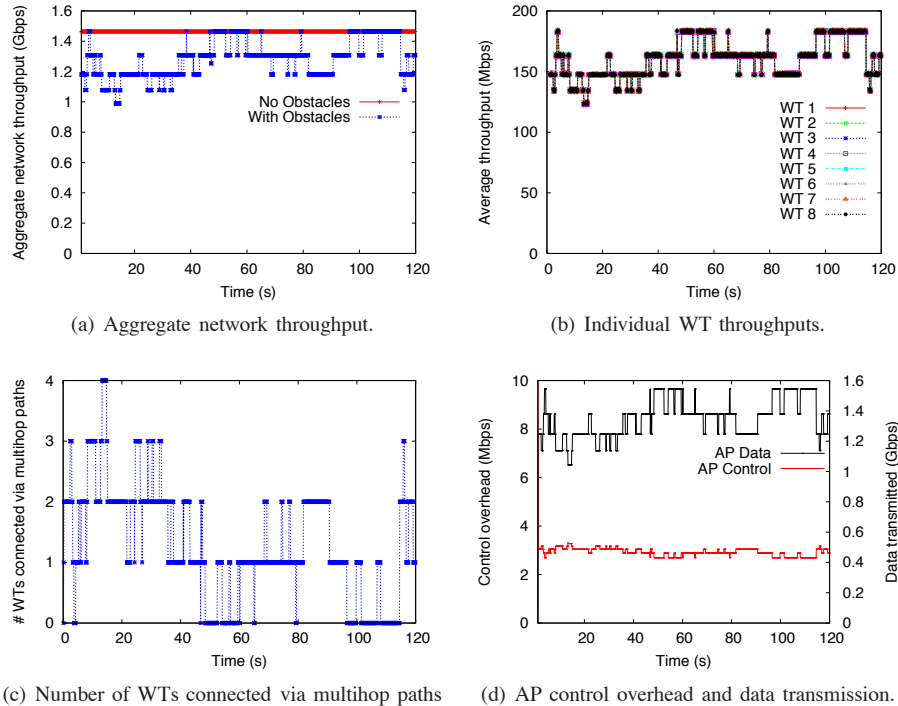 Aggregate network throughput (Gbps)
1.6
1.4
1.2
1
0.8
0.6
0.4
0.2
0
No Obstacles
With Obstacles
20
40
60
80
100
120
Time (s)
(a) Aggregate network throughput.
Average throughput (Mbps)
200
150
100
50
0
WT 1
WT 2
WT 3
WT 4
WT 5
WT 6
WT 7
WT 8
0
20
40
60
80
100
120
Time (s)
(b) Individual WT throughputs.
# WTs connected via multihop paths
4
3
2
1
0
0
20
40
60
80
100
120
Time (s)
(c) Number of WTs connected via multihop paths
Control overhead (Mbps)
10
8
6
4
2
0
AP Data
AP Control
20
40
60
80
100
120
Time (s)
1.6
1.4
1.2
1
0.8
0.6
0.4
0.2
0
Data transmitted (Gbps)
(d) AP control overhead and data transmission.